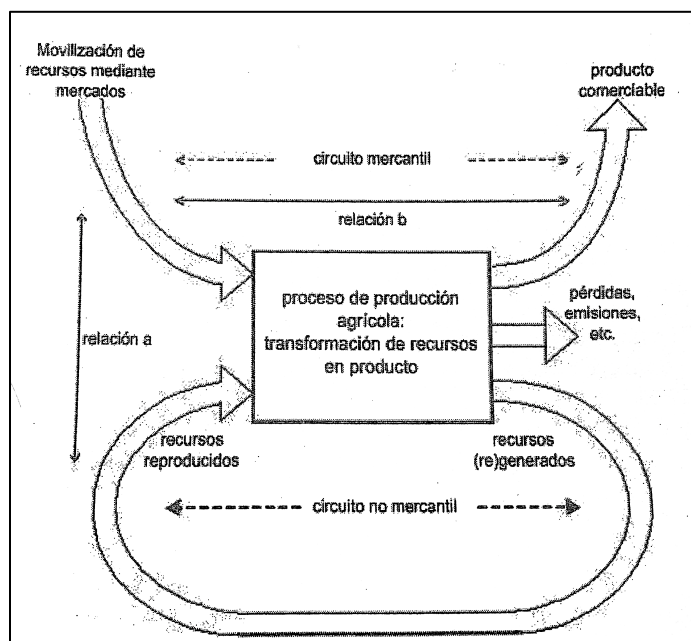 Movilización de
recursos mediante
mercados
producto
comerciable
circuito mercantil
relación b
proceso de producción
agrícola:
transformación de recursos
en producto
pérdidas,
emisiones,
etc.
relación a
recursos
reproducidos
recursos
(re)generados
circuito no mercantil